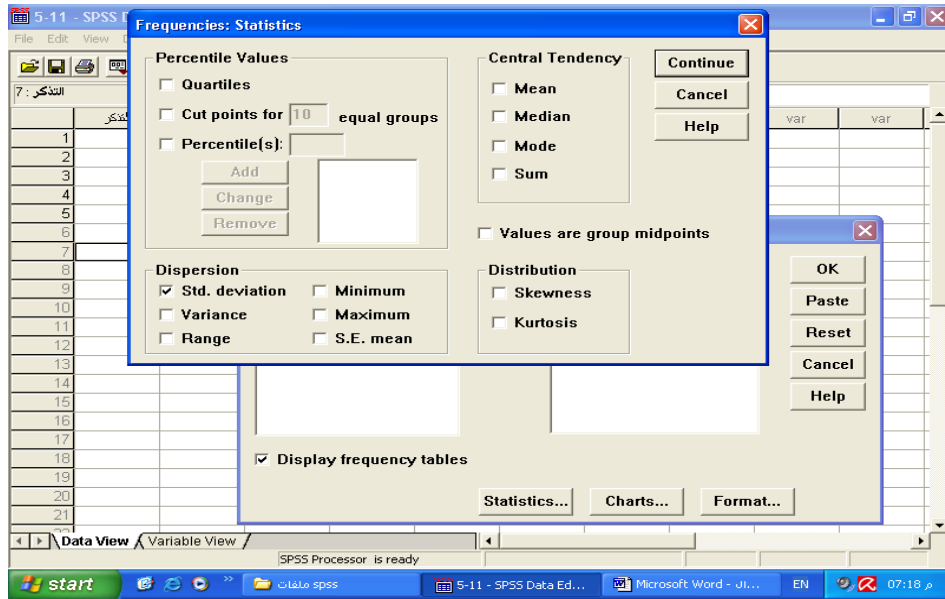 5-11 - SPSS D
Frequencies: Statistics
File Edit View D
7 : التذكر
التذكر
var var
1
2
3
4
5
6
7
8
9
10
11
12
13
14
15
16
17
18
19
20
21
Percentile Values
Quartiles
Cut points for 10 equal groups
Percentile(s):
Add
Change
Remove
Central Tendency
Mean
Median
Mode
Sum
Continue
Cancel
Help
Values are group midpoints
Dispersion
Std. deviation Minimum
Variance Maximum
Range S.E. mean
Distribution
Skewness
Kurtosis
OK
Paste
Reset
Cancel
Help
Display frequency tables
Statistics... Charts... Format...
Data View Variable View
SPSS Processor is ready
start » ملفات spss 5-11 - SPSS Data Ed... Microsoft Word - ال... EN 07:18 م